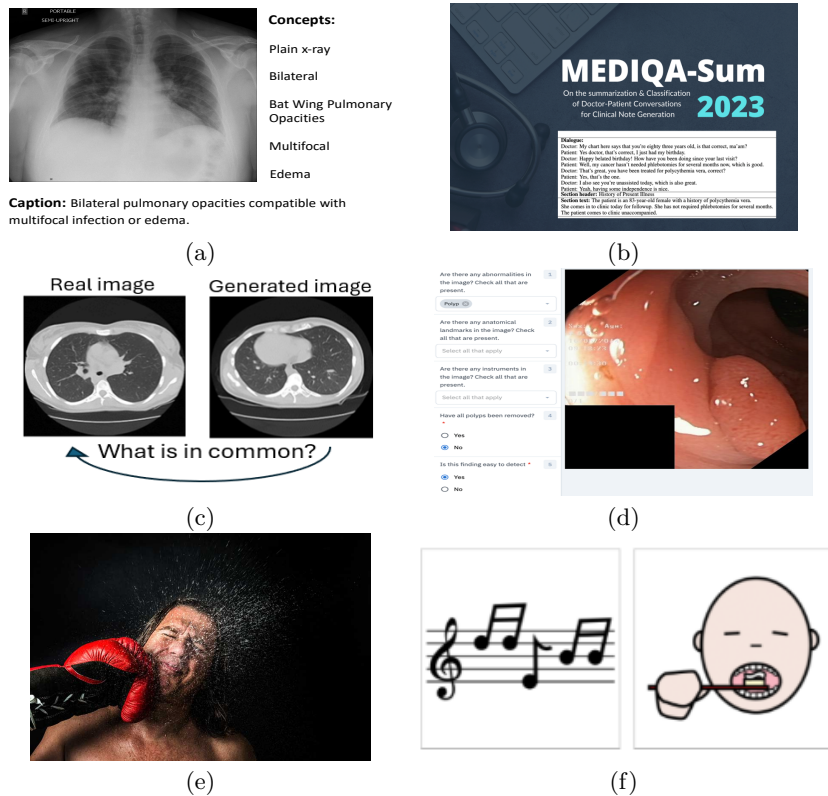 PORTABLE
SEMI-UPRIGHT
Concepts:
Plain x-ray
Bilateral
Bat Wing Pulmonary
Opacities
Multifocal
Edema
Caption: Bilateral pulmonary opacities compatible with
multifocal infection or edema.
(a)
MEDIQA-Sum
On the summarization & Classification
of Doctor-Patient Conversations
for Clinical Note Generation
2023
Dialogue:
Doctor: My chart here says that you're eighty three years old, is that correct, ma'am?
Patient: Yes doctor, that's correct, I just had my birthday.
Doctor: Happy belated birthday! How have you been doing since your last visit?
Patient: Well, my cancer hasn't needed phlebotomies for several months now, which is good.
Doctor: That's great, you have been treated for polycythemia vera, correct?
Patient: Yes, that's the one.
Doctor: I also see you're unassisted today, which is also great.
Patient: Yeah, having some independence is nice.
Section header: History of Present Illness
Section text: The patient is an 83-year-old female with a history of polycythemia vera.
She comes in to clinic today for followup. She has not required phlebotomies for several months.
The patient comes to clinic unaccompanied.
(b)
Real image
Generated image
What is in common?
(c)
Are there any abnormalities in
the image? Check all that are
present.
1
Polyp
Are there any anatomical
landmarks in the image? Check
all that are present.
2
Select all that apply
Are there any instruments in
the image? Check all that are
present.
3
Select all that apply
Have all polyps been removed?
*
4
Yes
No
Is this finding easy to detect *
5
Yes
No
(d)
(e)
(f)